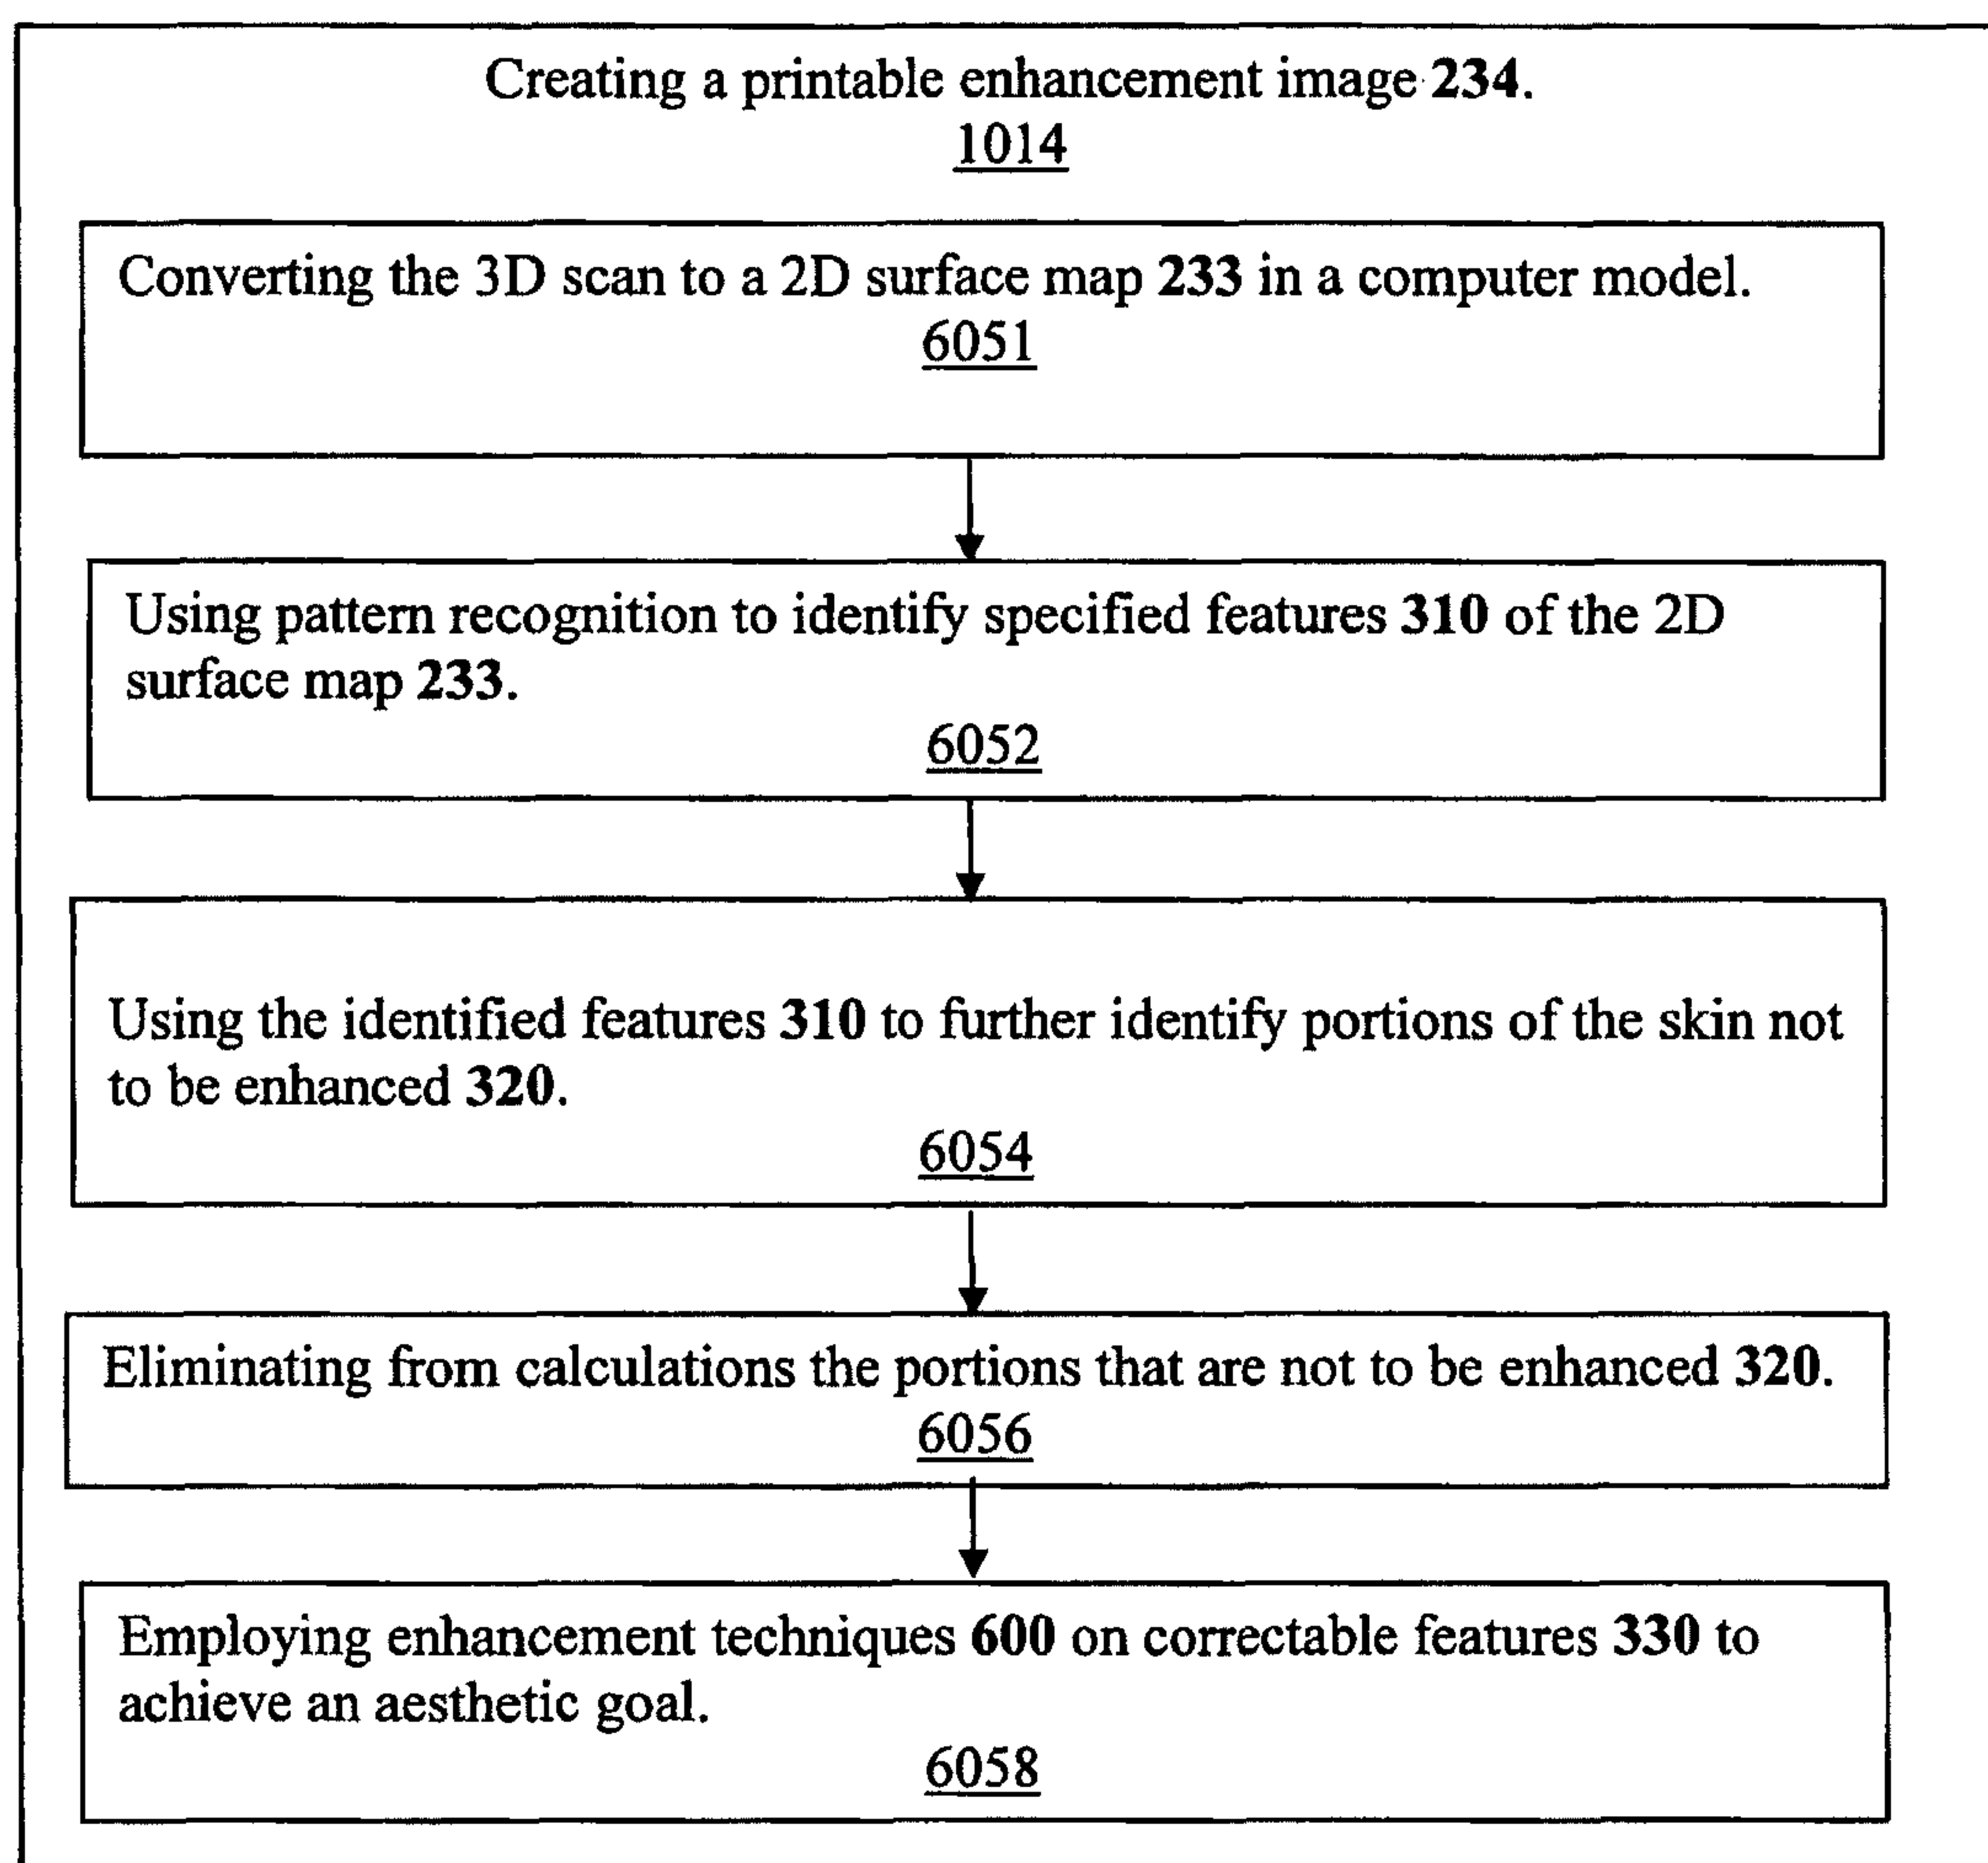 Creating a printable enhancement image 234.
1014
Converting the 3D scan to a 2D surface map 233 in a computer model.
6051
Using pattern recognition to identify specified features 310 of the 2D
surface map 233.
6052
Using the identified features 310 to further identify portions of the skin not
to be enhanced 320.
6054
Eliminating from calculations the portions that are not to be enhanced 320.
6056
Employing enhancement techniques 600 on correctable features 330 to
achieve an aesthetic goal.
6058